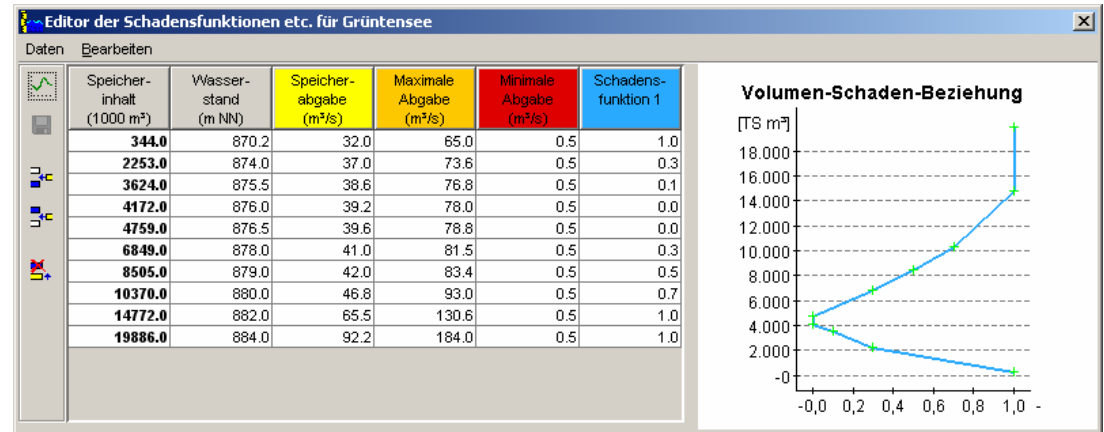 Editor der Schadensfunktionen etc. für Grüntensee
Daten Bearbeiten
Speicher-inhalt (1000 m³) Wasser-stand (m NN) Speicher-abgabe (m³/s) Maximale Abgabe (m³/s) Minimale Abgabe (m³/s) Schadens-funktion 1
344.0 870.2 32.0 65.0 0.5 1.0
2253.0 874.0 37.0 73.6 0.5 0.3
3624.0 875.5 38.6 76.8 0.5 0.1
4172.0 876.0 39.2 78.0 0.5 0.0
4759.0 876.5 39.6 78.8 0.5 0.0
6849.0 878.0 41.0 81.5 0.5 0.3
8505.0 879.0 42.0 83.4 0.5 0.5
10370.0 880.0 46.8 93.0 0.5 0.7
14772.0 882.0 65.5 130.6 0.5 1.0
19886.0 884.0 92.2 184.0 0.5 1.0
Volumen-Schaden-Beziehung
[TS m³]
18.000
16.000
14.000
12.000
10.000
8.000
6.000
4.000
2.000
-0
-0,0 0,2 0,4 0,6 0,8 1,0 -